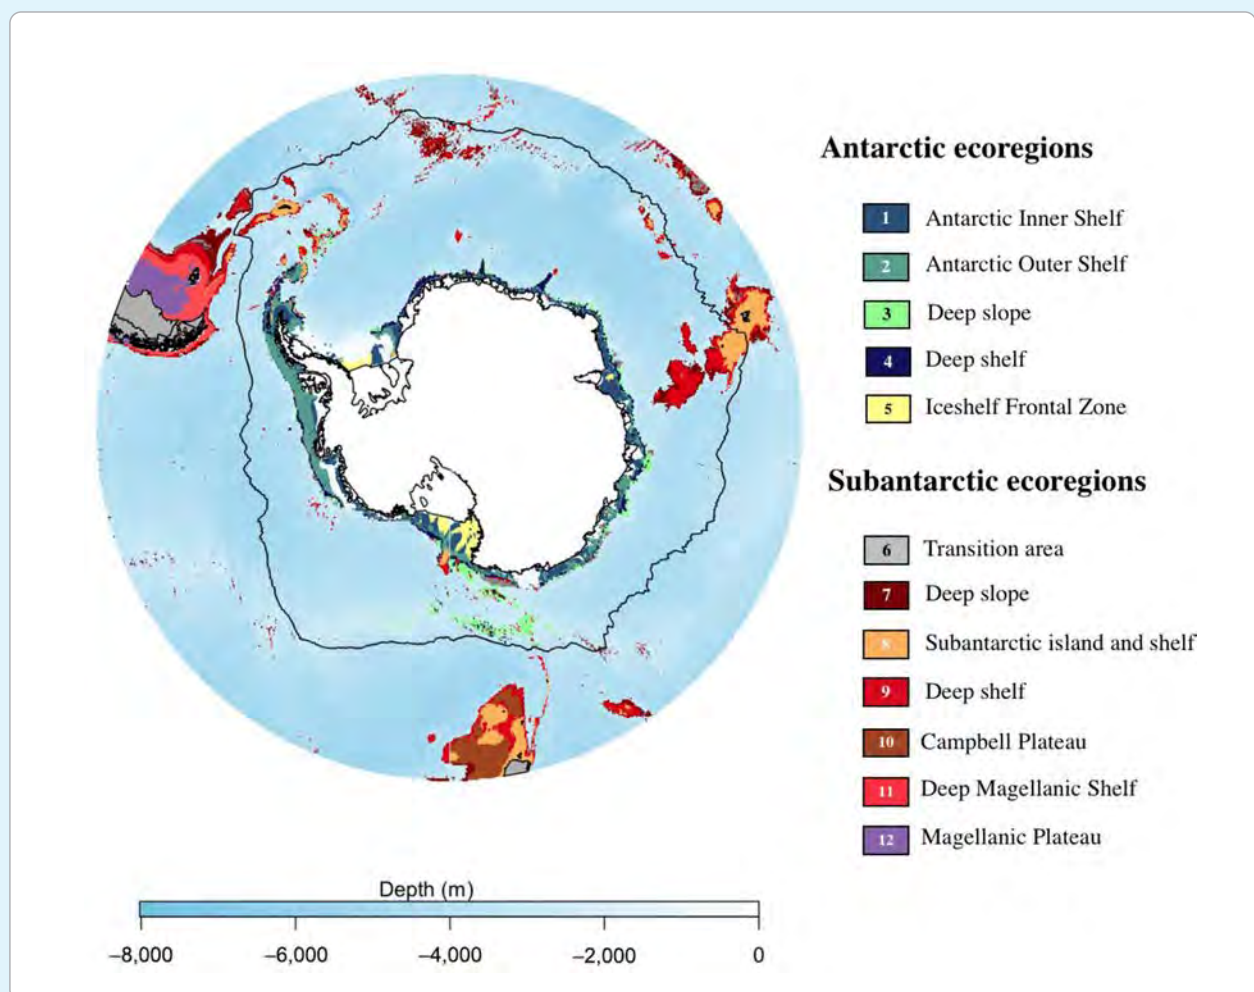 Antarctic ecoregions
1 Antarctic Inner Shelf
2 Antarctic Outer Shelf
3 Deep slope
4 Deep shelf
5 Iceshelf Frontal Zone
Subantarctic ecoregions
6 Transition area
7 Deep slope
8 Subantarctic island and shelf
9 Deep shelf
10 Campbell Plateau
11 Deep Magellanic Shelf
12 Magellanic Plateau
Depth (m)
−8,000 −6,000 −4,000 −2,000 0